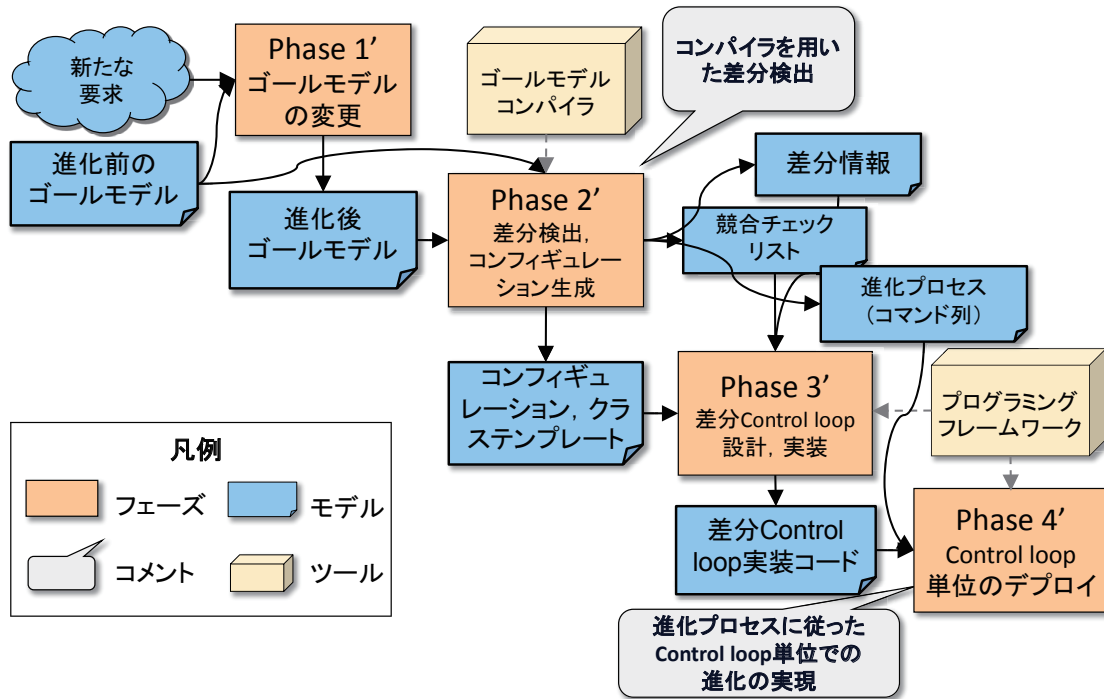 新たな
要求
Phase 1'
ゴールモデル
の変更
ゴールモデル
コンパイラ
コンパイラを用い
た差分検出
進化前の
ゴールモデル
進化後
ゴールモデル
Phase 2'
差分検出,
コンフィギュレー
ション生成
差分情報
競合チェック
リスト
進化プロセス
(コマンド列)
コンフィギュ
レーション, クラ
ステンプレート
Phase 3'
差分Control loop
設計, 実装
プログラミング
フレームワーク
凡例
フェーズ
モデル
コメント
ツール
差分Control
loop実装コード
Phase 4'
Control loop
単位のデプロイ
進化プロセスに従った
Control loop単位での
進化の実現